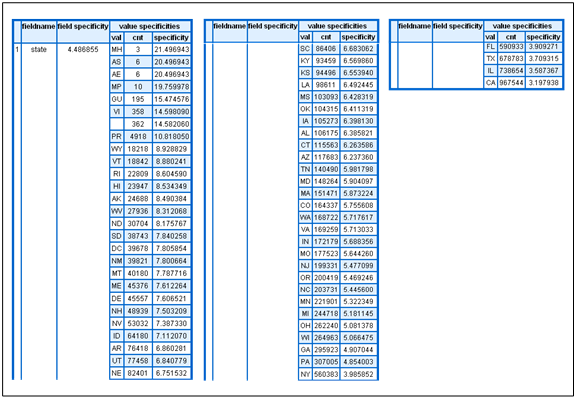 fieldname field specificity value specificities
val cnt specificity
1 state 4.486855 MH 3 21.496943
AS 6 20.496943
AE 6 20.496943
MP 10 19.759978
GU 195 15.474576
VI 358 14.598090
362 14.582060
PR 4918 10.818050
WY 18218 8.928829
VT 18842 8.880241
RI 22809 8.604590
HI 23947 8.534349
AK 24688 8.490384
WV 27936 8.312068
ND 30704 8.175767
SD 38743 7.840258
DC 39678 7.805854
NM 39821 7.800664
MT 40180 7.787716
ME 45376 7.612264
DE 45557 7.606521
NH 48939 7.503209
NV 53032 7.387330
ID 64180 7.112070
AR 76418 6.860281
UT 77458 6.840779
NE 82401 6.751532
fieldname field specificity value specificities
val cnt specificity
SC 86406 6.683062
KY 93459 6.569860
KS 94496 6.553940
LA 98611 6.492445
MS 103093 6.428319
OK 104315 6.411319
IA 105273 6.398130
AL 106175 6.385821
CT 115563 6.263586
AZ 117683 6.237360
TN 140490 5.981798
MD 148264 5.904097
MA 151471 5.873224
CO 164337 5.755608
WA 168722 5.717617
VA 169259 5.713033
IN 172179 5.688356
MO 177523 5.644260
NJ 199331 5.477099
OR 200419 5.469246
NC 203731 5.445600
MN 221901 5.322349
MI 244718 5.181145
OH 262240 5.081378
WI 264963 5.066475
GA 295923 4.907044
PA 307005 4.854003
NY 560383 3.985852
fieldname field specificity value specificities
val cnt specificity
FL 590933 3.909271
TX 678783 3.709315
IL 738654 3.587367
CA 967544 3.197938